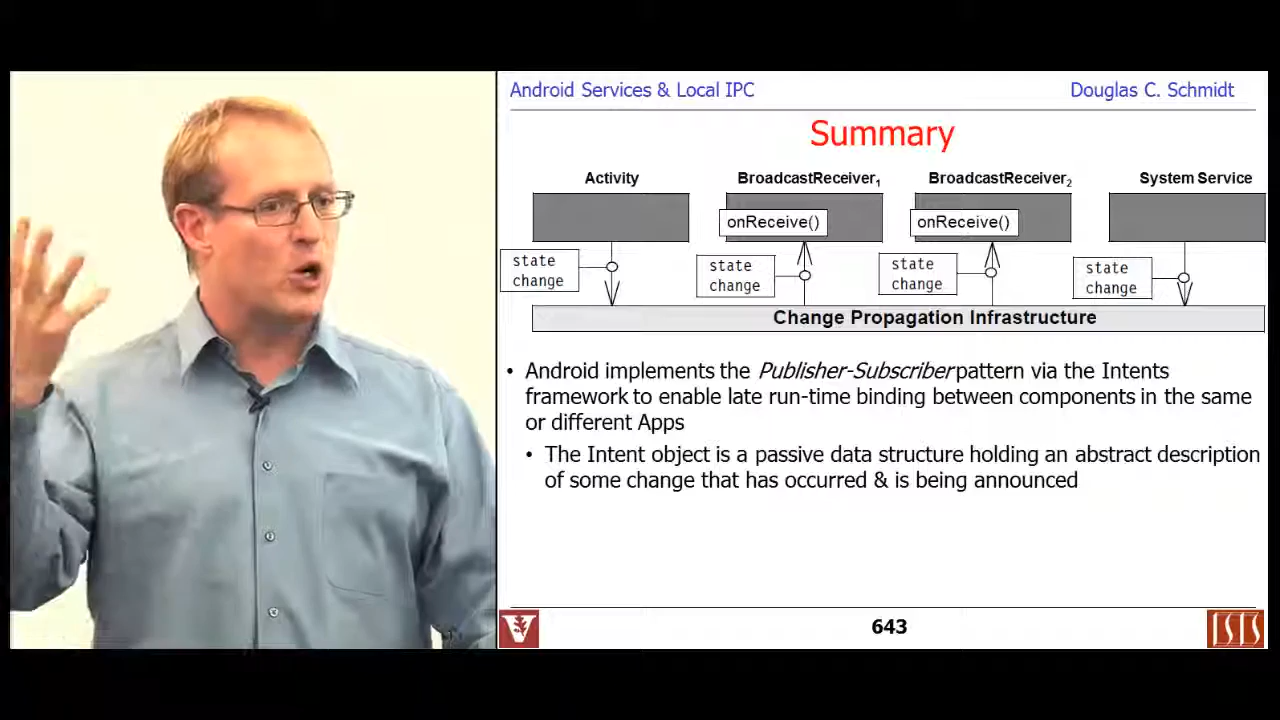 Android Services & Local IPC
Douglas C. Schmidt
Summary
Activity
BroadcastReceiver1
BroadcastReceiver2
System Service
onReceive()
onReceive()
state
change
state
change
state
change
state
change
Change Propagation Infrastructure
• Android implements the Publisher-Subscriber pattern via the Intents
framework to enable late run-time binding between components in the same
or different Apps
• The Intent object is a passive data structure holding an abstract description
of some change that has occurred & is being announced
V
643
ISIS